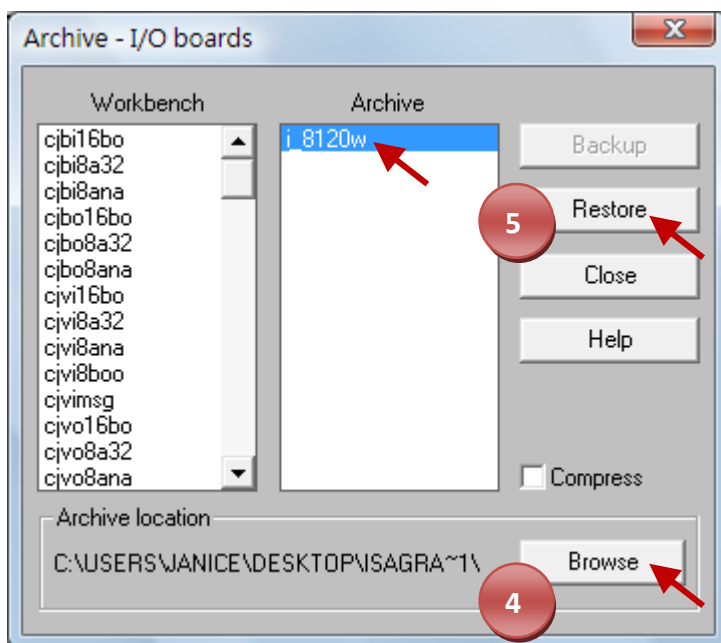 Archive - I/O boards
x
Workbench
Archive
cjbi16bo
cjbi8a32
cjbi8ana
cjbo16bo
cjbo8a32
cjbo8ana
cjvi16bo
cjvi8a32
cjvi8ana
cjvi8boo
cjvimsg
cjvo16bo
cjvo8a32
cjvo8ana
i_8120w
Backup
5
Restore
Close
Help
Compress
Archive location
C:\USERS\JANICE\DESKTOP\ISAGRA~1\
Browse
4